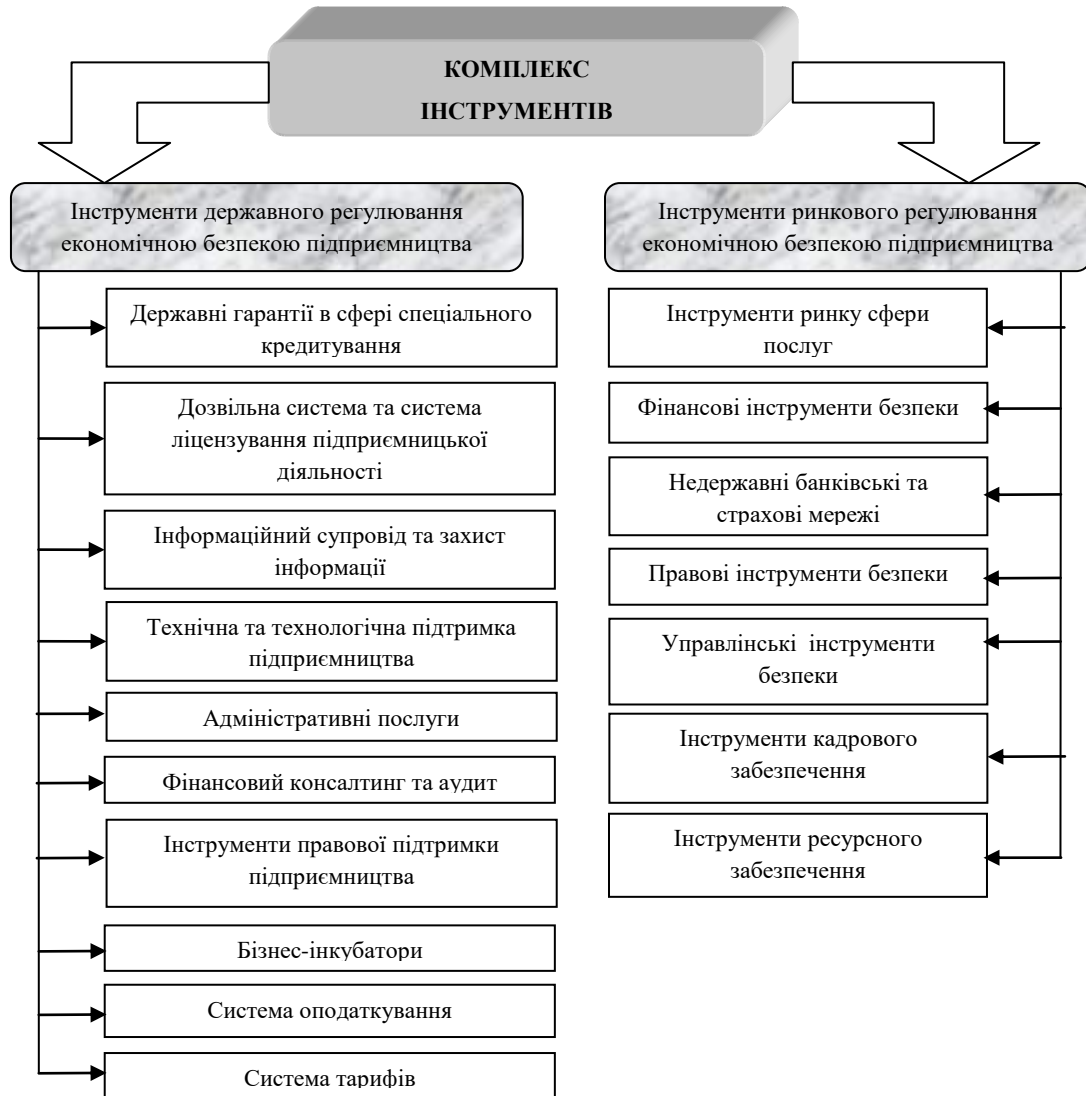 КОМПЛЕКС
ІНСТРУМЕНТІВ
Інструменти державного регулювання
економічною безпекою підприємництва
Державні гарантії в сфері спеціального
кредитування
Дозвільна система та система
ліцензування підприємницької
діяльності
Інформаційний супровід та захист
інформації
Технічна та технологічна підтримка
підприємництва
Адміністративні послуги
Фінансовий консалтинг та аудит
Інструменти правової підтримки
підприємництва
Бізнес-інкубатори
Система оподаткування
Система тарифів
Інструменти ринкового регулювання
економічною безпекою підприємництва
Інструменти ринку сфери
послуг
Фінансові інструменти безпеки
Недержавні банківські та
страхові мережі
Правові інструменти безпеки
Управлінські інструменти
безпеки
Інструменти кадрового
забезпечення
Інструменти ресурсного
забезпечення